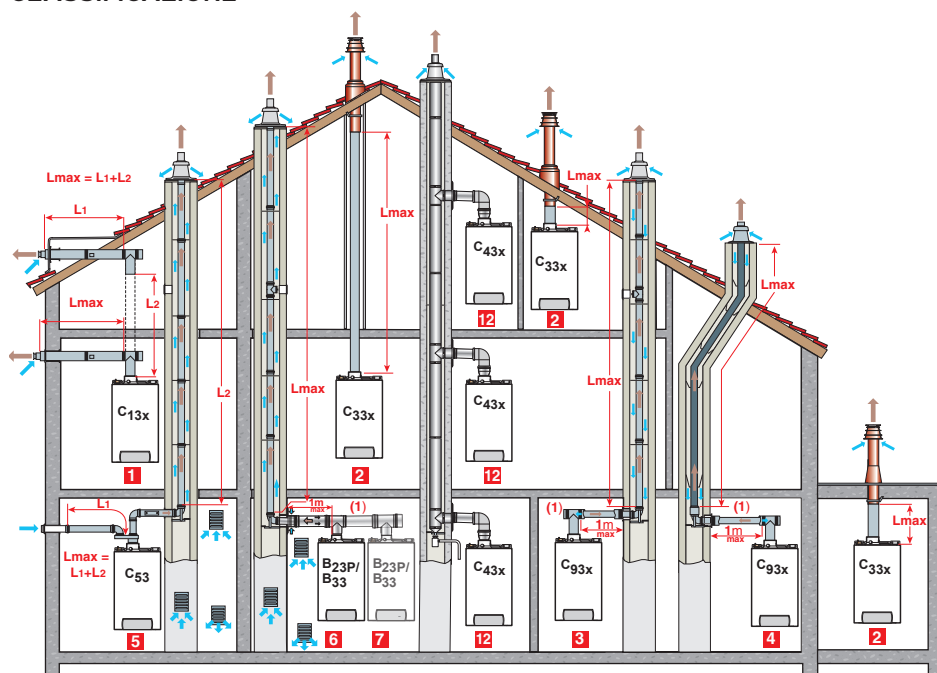 CLASSIFICAZIONE
Lmax = L1+L2
L1
Lmax
L2
C13x
1
L2
L1
Lmax =
L1+L2
C53
5
Lmax
1m
max
(1)
B23P/
B33
6
B23P/
B33
7
Lmax
C33x
2
C43x
12
C43x
12
C43x
12
Lmax
C33x
2
Lmax
(1)
1m
max
C93x
3
Lmax
(1)
1m
max
C93x
4
Lmax
C33x
2